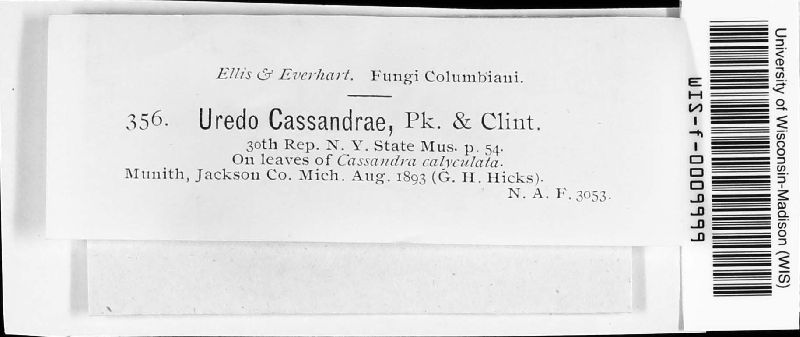 Ellis & Everhart. Fungi Columbiani.
356. Uredo Cassandrae, Pk. & Clint.
30th Rep. N. Y. State Mus. p. 54.
On leaves of Cassandra calyculata.
Munith, Jackson Co. Mich. Aug. 1893 (G. H. Hicks).
N. A. F. 3053.
WIS-f-0009999
University of Wisconsin-Madison (WIS)